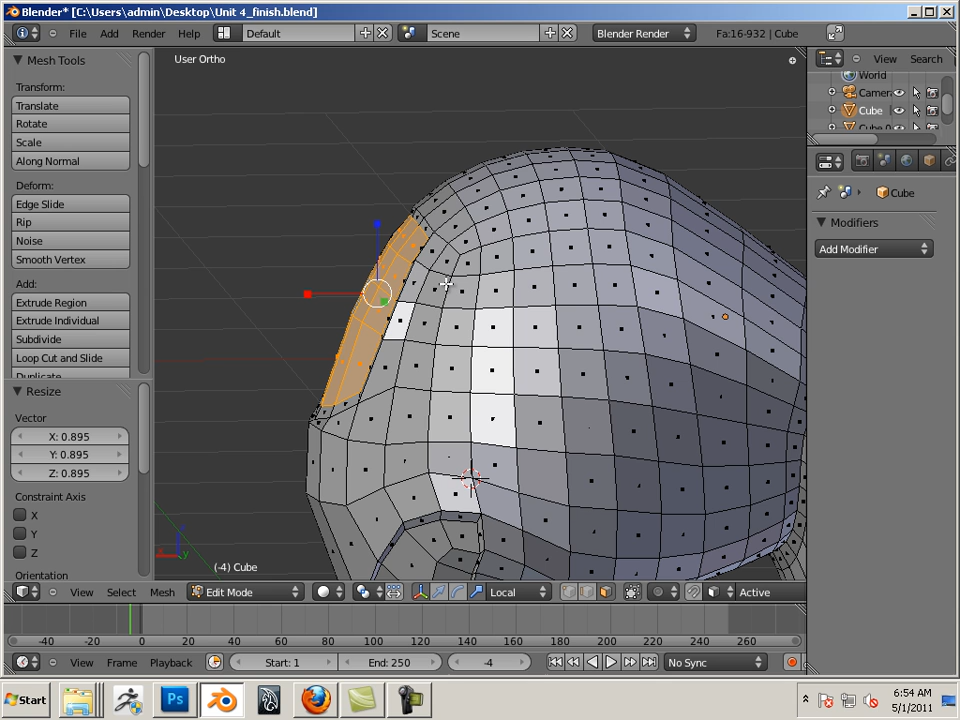 Blender* [C:\Users\admin\Desktop\Unit 4_finish.blend]
File Add Render Help Default Scene Blender Render Fa:16-932 | Cube
Mesh Tools
Transform:
Translate
Rotate
Scale
Along Normal
Deform:
Edge Slide
Rip
Noise
Smooth Vertex
Add:
Extrude Region
Extrude Individual
Subdivide
Loop Cut and Slide
Duplicate
Resize
Vector
X: 0.895
Y: 0.895
Z: 0.895
Constraint Axis
X
Y
Z
Orientation
User Ortho
x y
(-4) Cube
View Search
World
Camer
Cube
Cube
Cube
Modifiers
Add Modifier
View Select Mesh Edit Mode Local Active
-40 -20 0 20 40 60 80 100 120 140 160 180 200 220 240 260
View Frame Playback Start: 1 End: 250 -4 No Sync
Start Ps
6:54 AM
5/1/2011